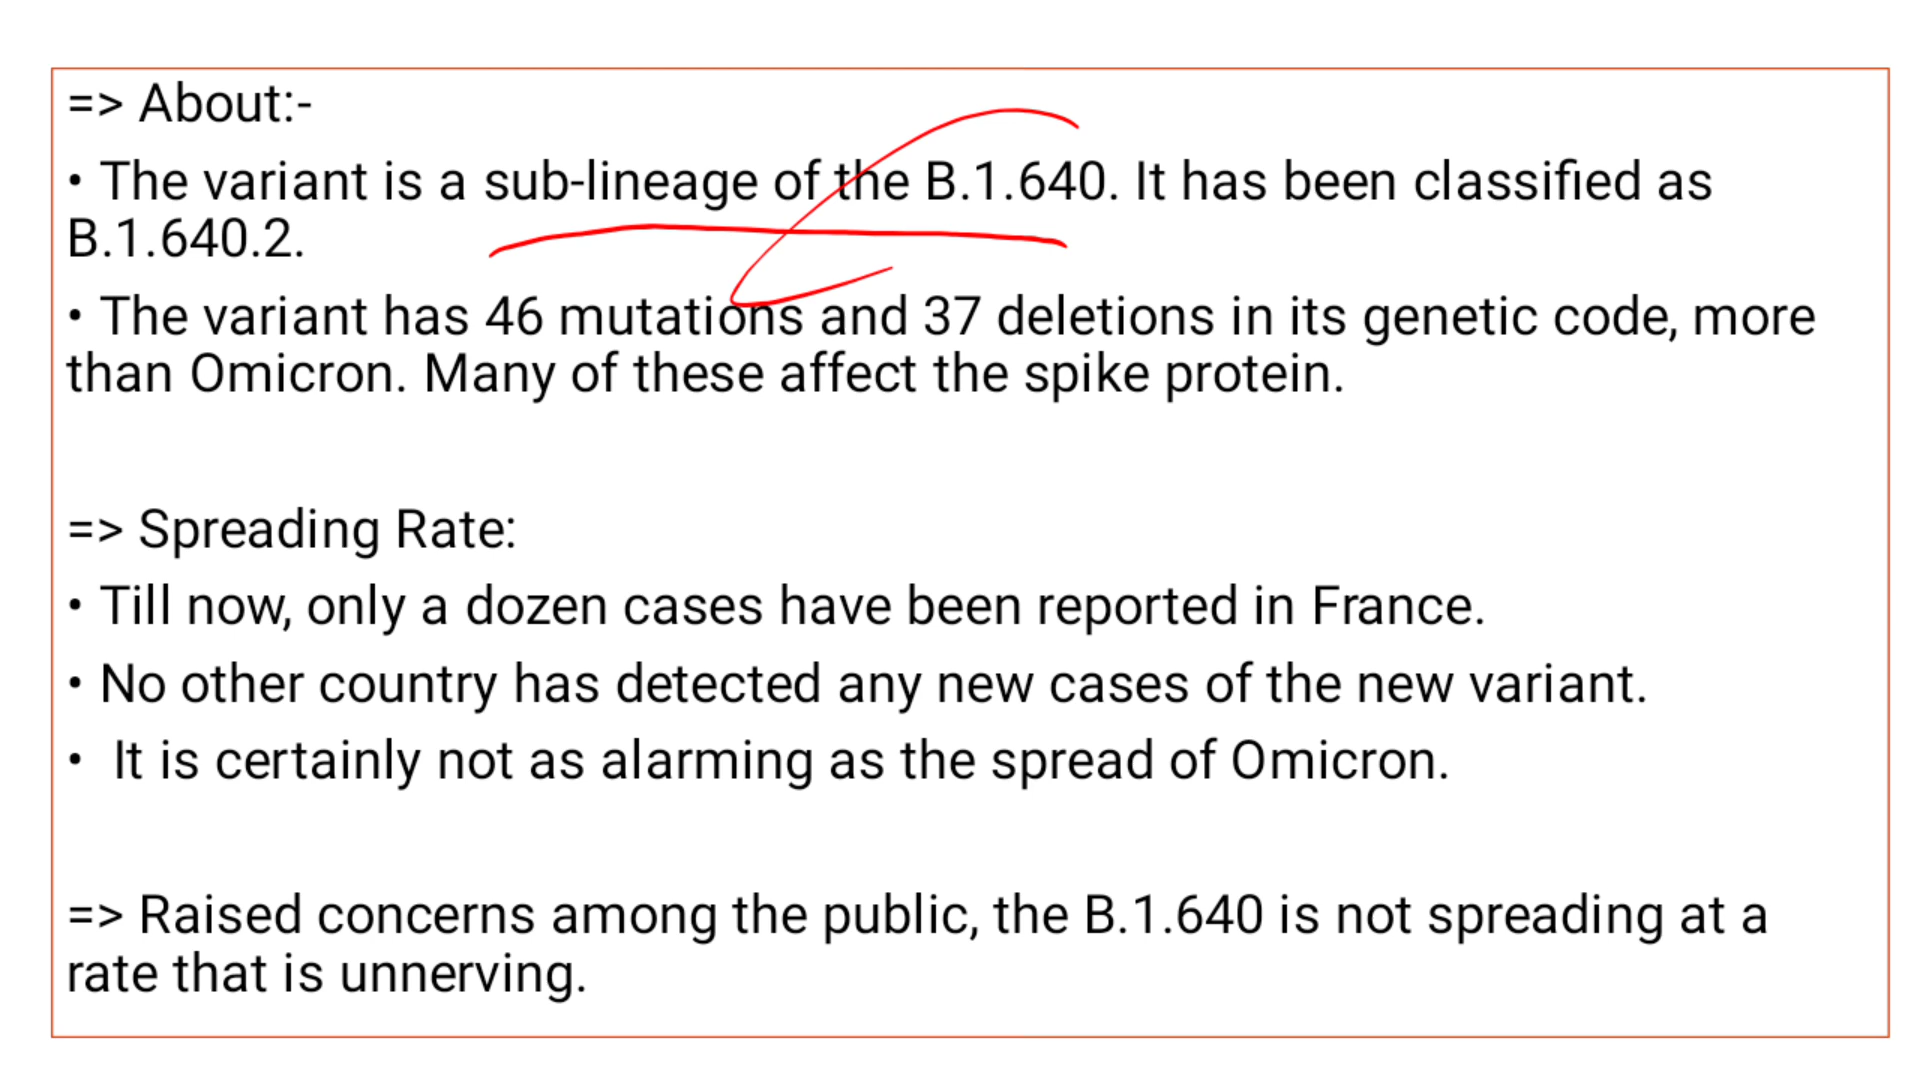 => About:-
• The variant is a sub-lineage of the B.1.640. It has been classified as
B.1.640.2.
• The variant has 46 mutations and 37 deletions in its genetic code, more
than Omicron. Many of these affect the spike protein.
=> Spreading Rate:
• Till now, only a dozen cases have been reported in France.
• No other country has detected any new cases of the new variant.
• It is certainly not as alarming as the spread of Omicron.
=> Raised concerns among the public, the B.1.640 is not spreading at a
rate that is unnerving.